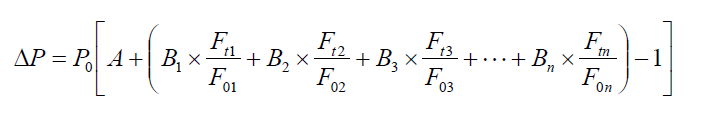 ΔP = P₀[A + (B₁ × Fₜ₁/F₀₁ + B₂ × Fₜ₂/F₀₂ + B₃ × Fₜ₃/F₀₃ + ··· + Bₙ × Fₜₙ/F₀ₙ) − 1]